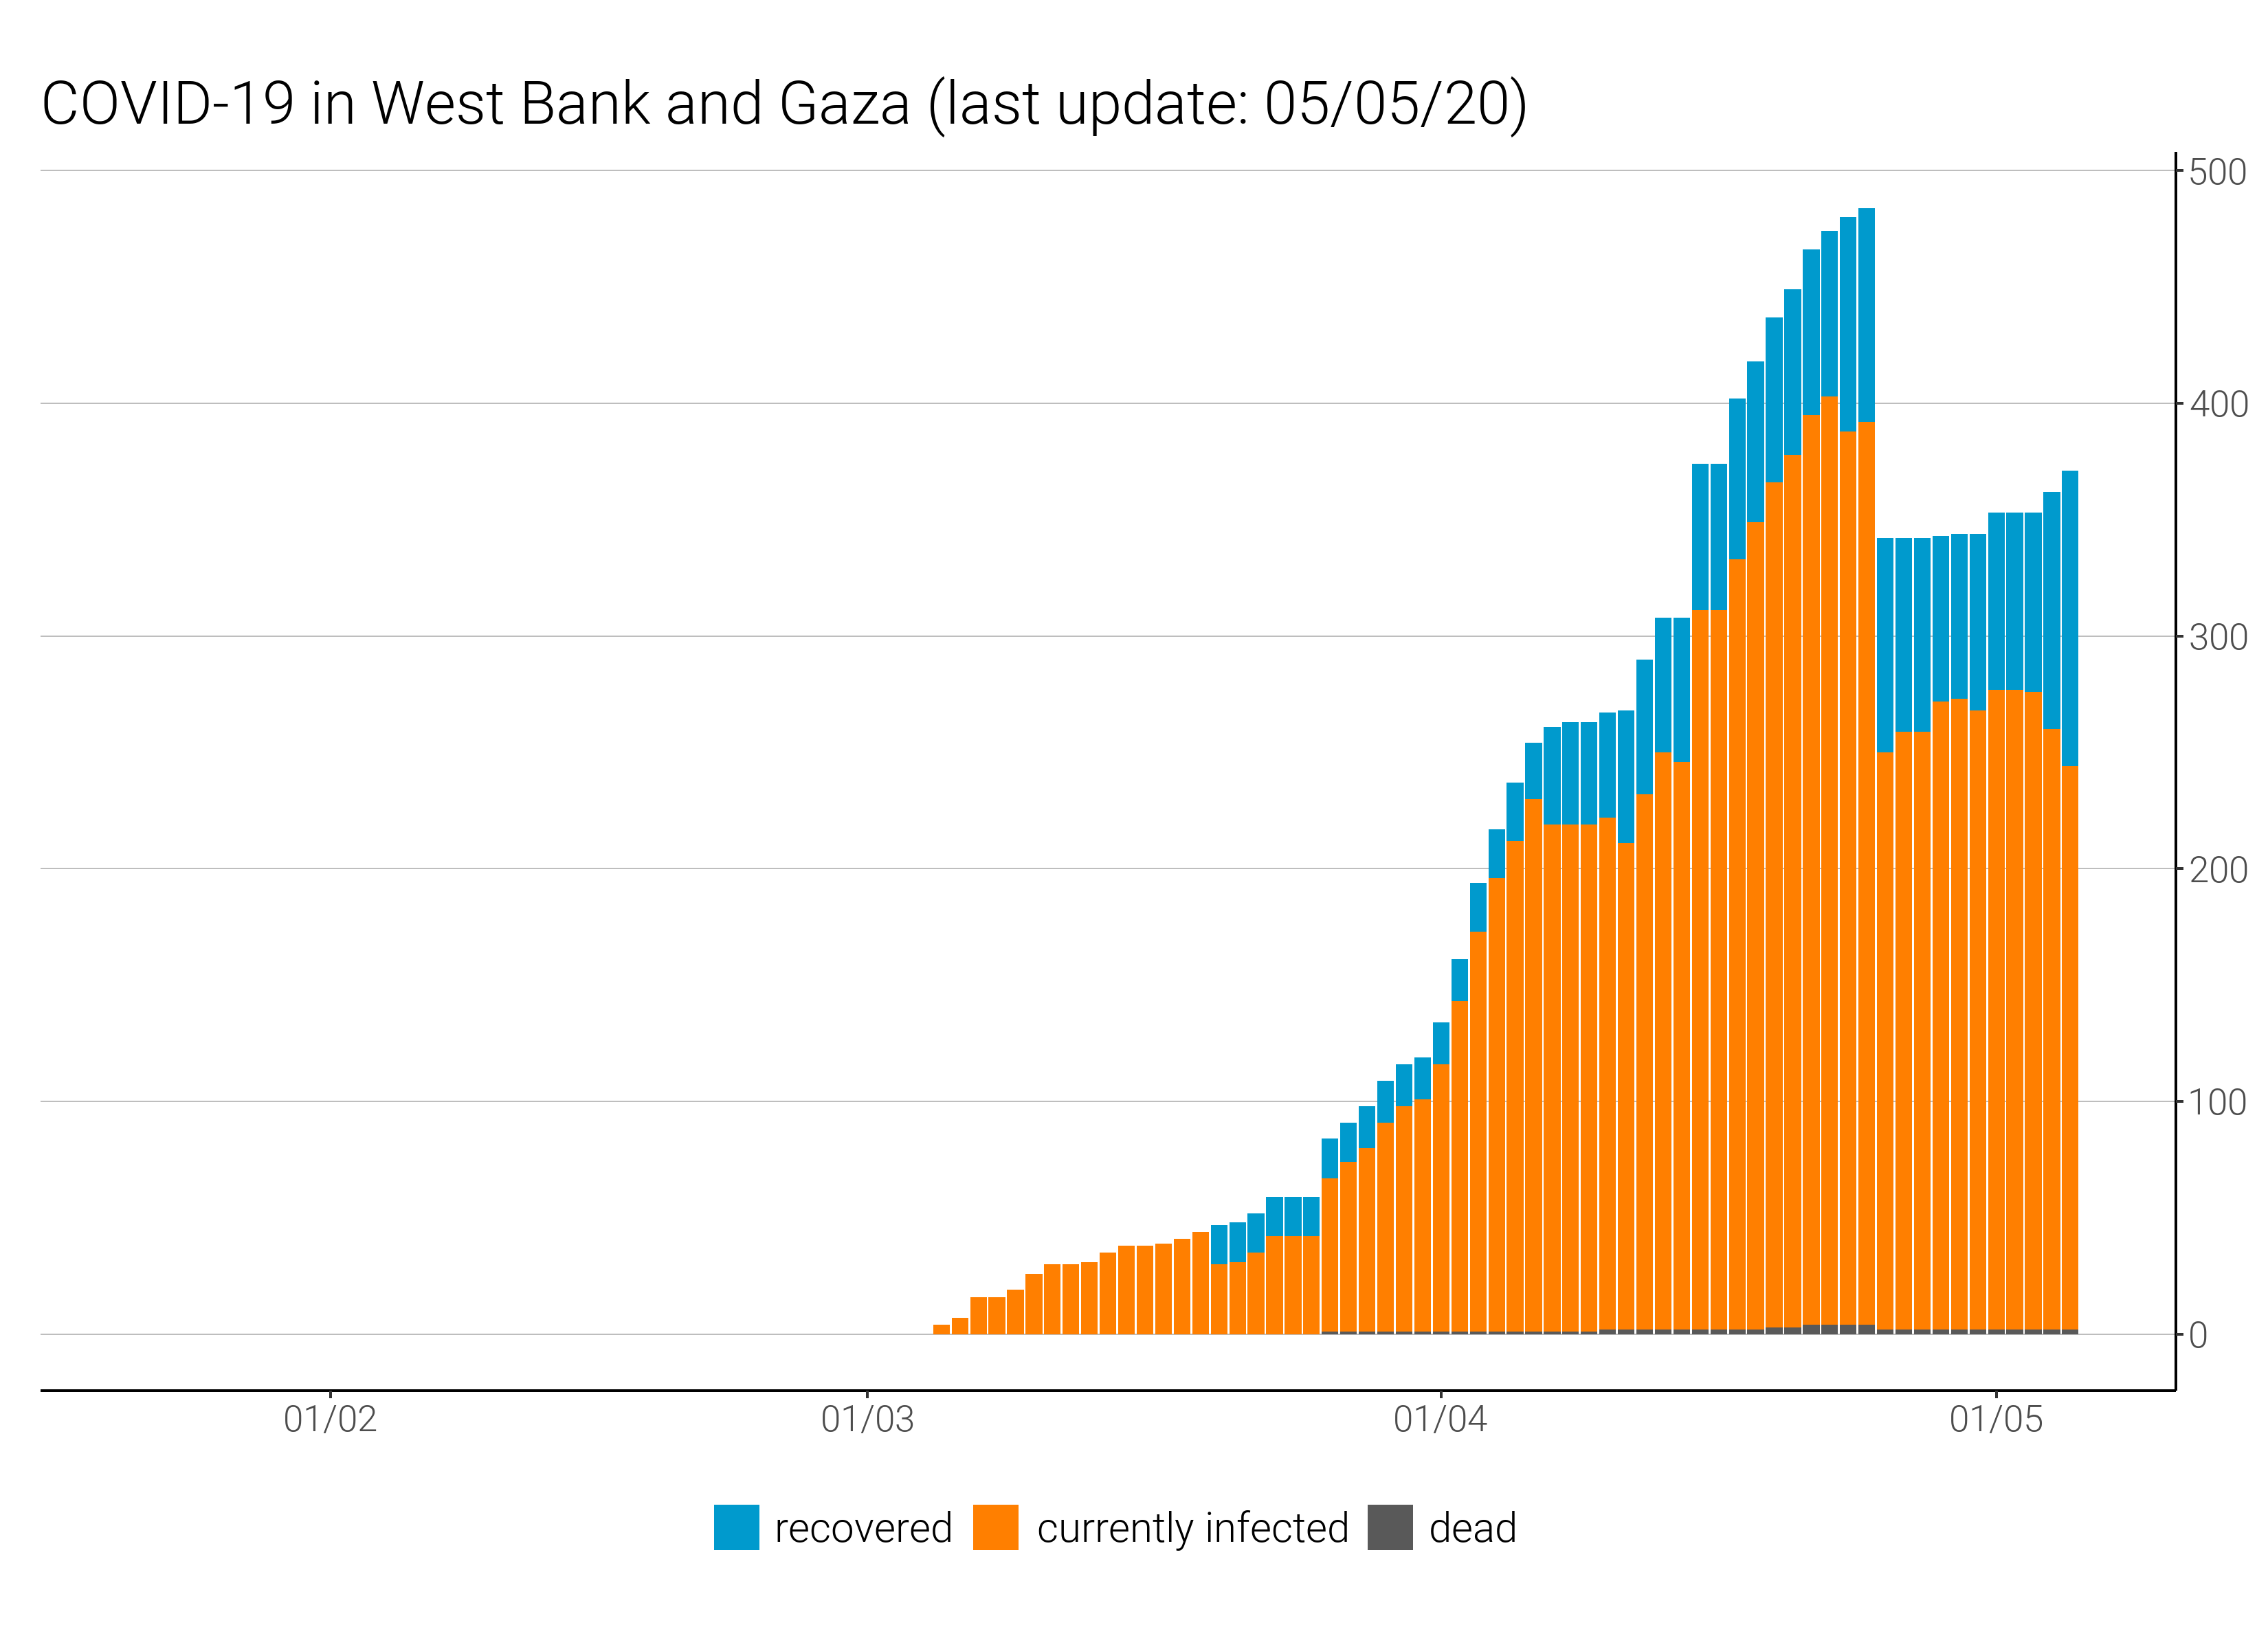 COVID-19 in West Bank and Gaza (last update: 05/05/20)
500
400
300
200
100
0
01/02 01/03 01/04 01/05
recovered currently infected dead